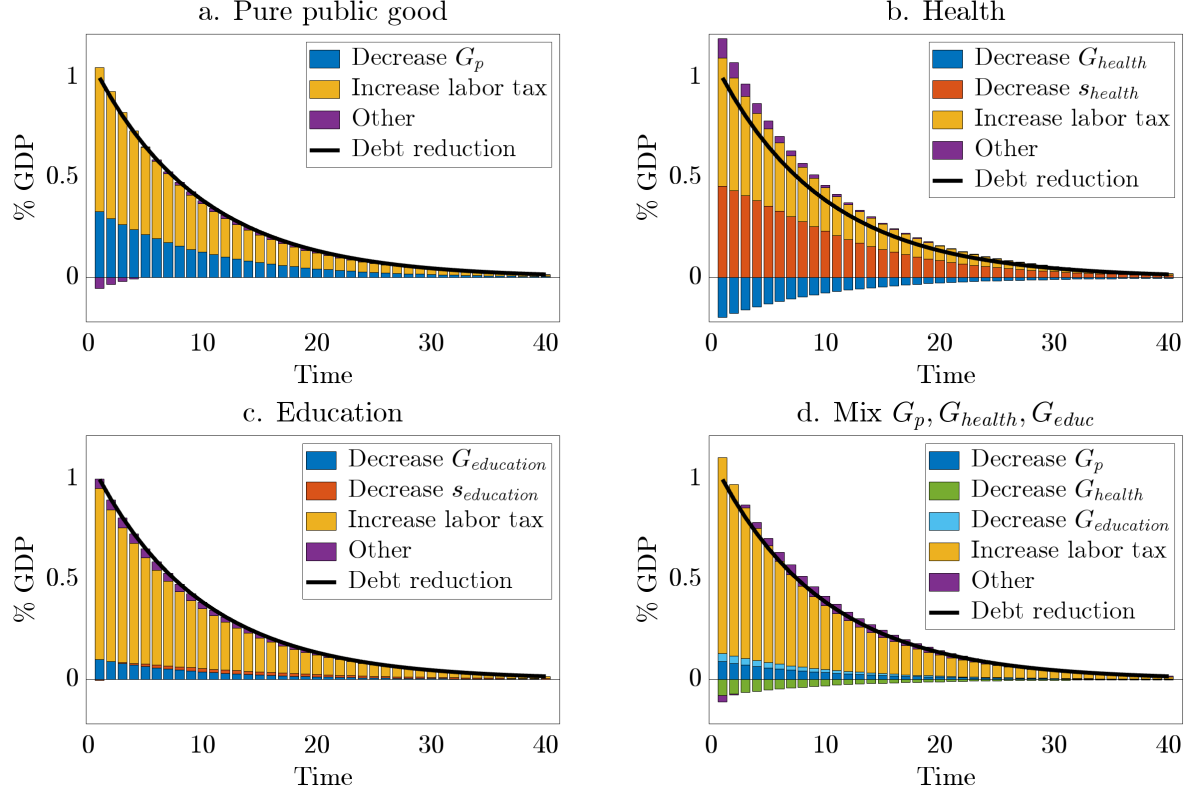 a. Pure public good
Decrease G_p
Increase labor tax
Other
Debt reduction
1
0.5
0
% GDP
0 10 20 30 40
Time
b. Health
Decrease G_health
Decrease s_health
Increase labor tax
Other
Debt reduction
1
0.5
0
% GDP
0 10 20 30 40
Time
c. Education
Decrease G_education
Decrease s_education
Increase labor tax
Other
Debt reduction
1
0.5
0
% GDP
0 10 20 30 40
Time
d. Mix G_p, G_health, G_educ
Decrease G_p
Decrease G_health
Decrease G_education
Increase labor tax
Other
Debt reduction
1
0.5
0
% GDP
0 10 20 30 40
Time